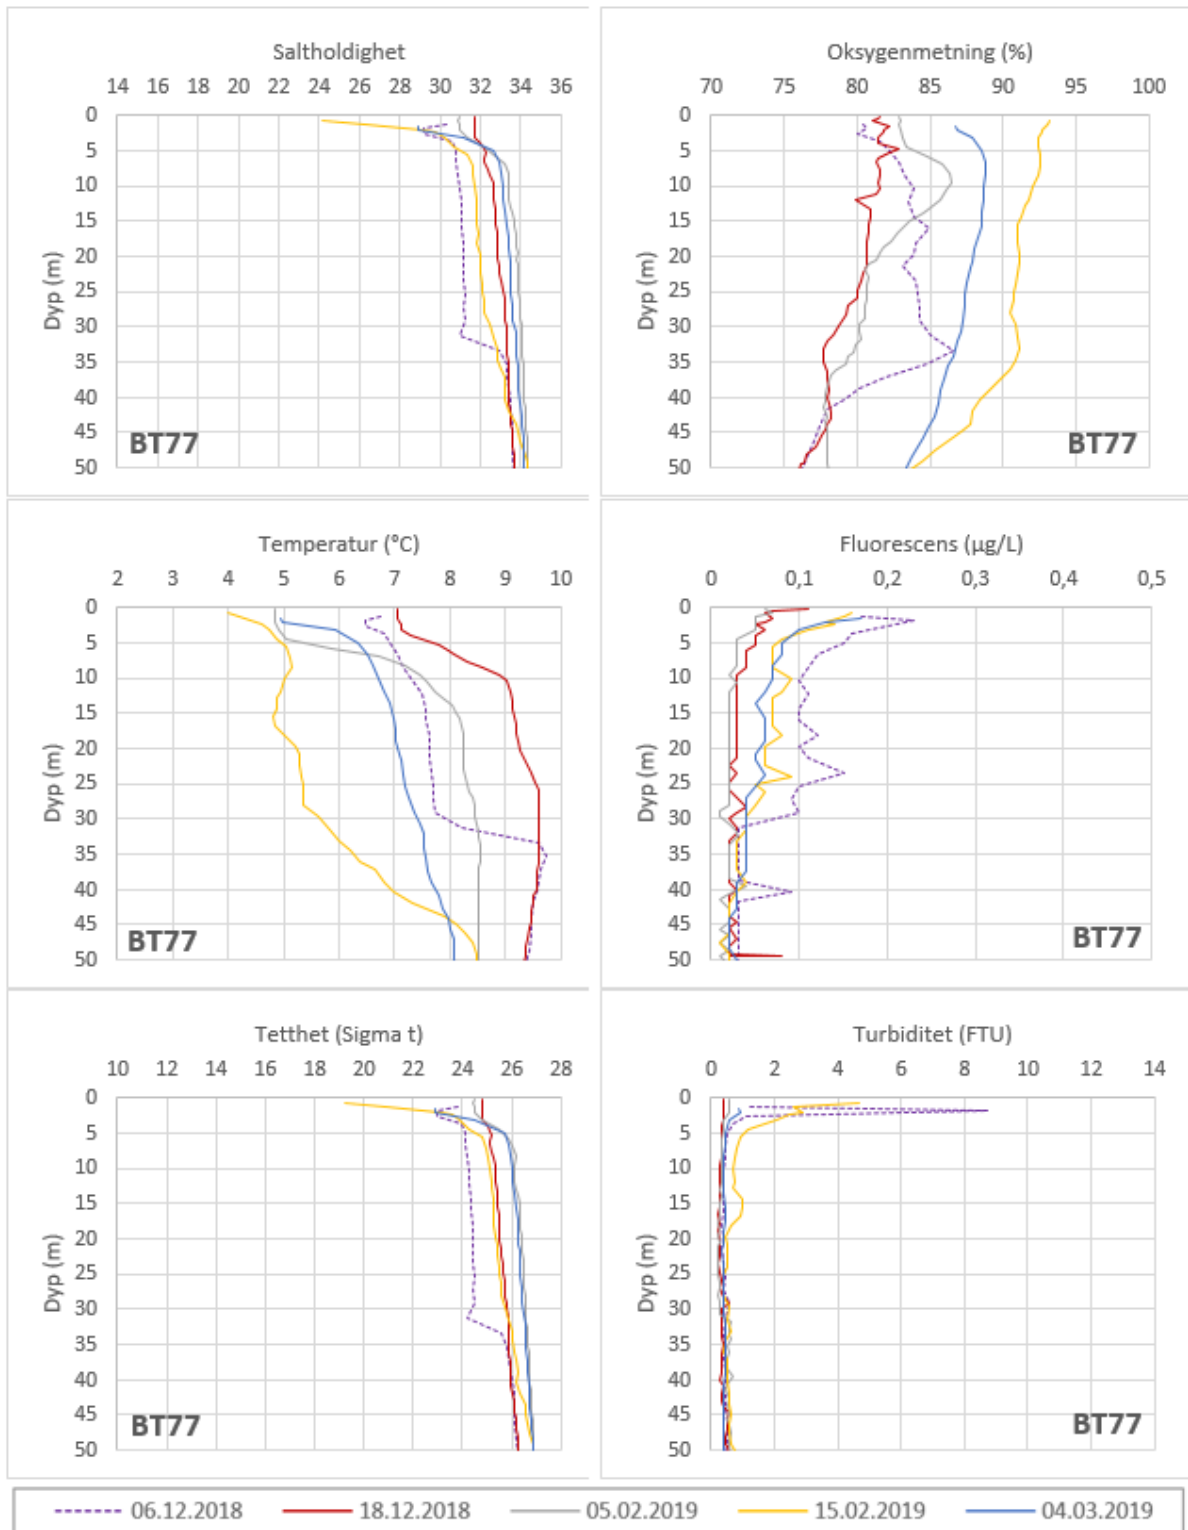 Saltholdighet
14 16 18 20 22 24 26 28 30 32 34 36
0
5
10
15
20
25
30
35
40
45
50
Dyp (m)
BT77
Oksygenmetning (%)
70 75 80 85 90 95 100
0
5
10
15
20
25
30
35
40
45
50
Dyp (m)
BT77
Temperatur (°C)
2 3 4 5 6 7 8 9 10
0
5
10
15
20
25
30
35
40
45
50
Dyp (m)
BT77
Fluorescens (µg/L)
0 0,1 0,2 0,3 0,4 0,5
0
5
10
15
20
25
30
35
40
45
50
Dyp (m)
BT77
Tetthet (Sigma t)
10 12 14 16 18 20 22 24 26 28
0
5
10
15
20
25
30
35
40
45
50
Dyp (m)
BT77
Turbiditet (FTU)
0 2 4 6 8 10 12 14
0
5
10
15
20
25
30
35
40
45
50
Dyp (m)
BT77
06.12.2018 18.12.2018 05.02.2019 15.02.2019 04.03.2019